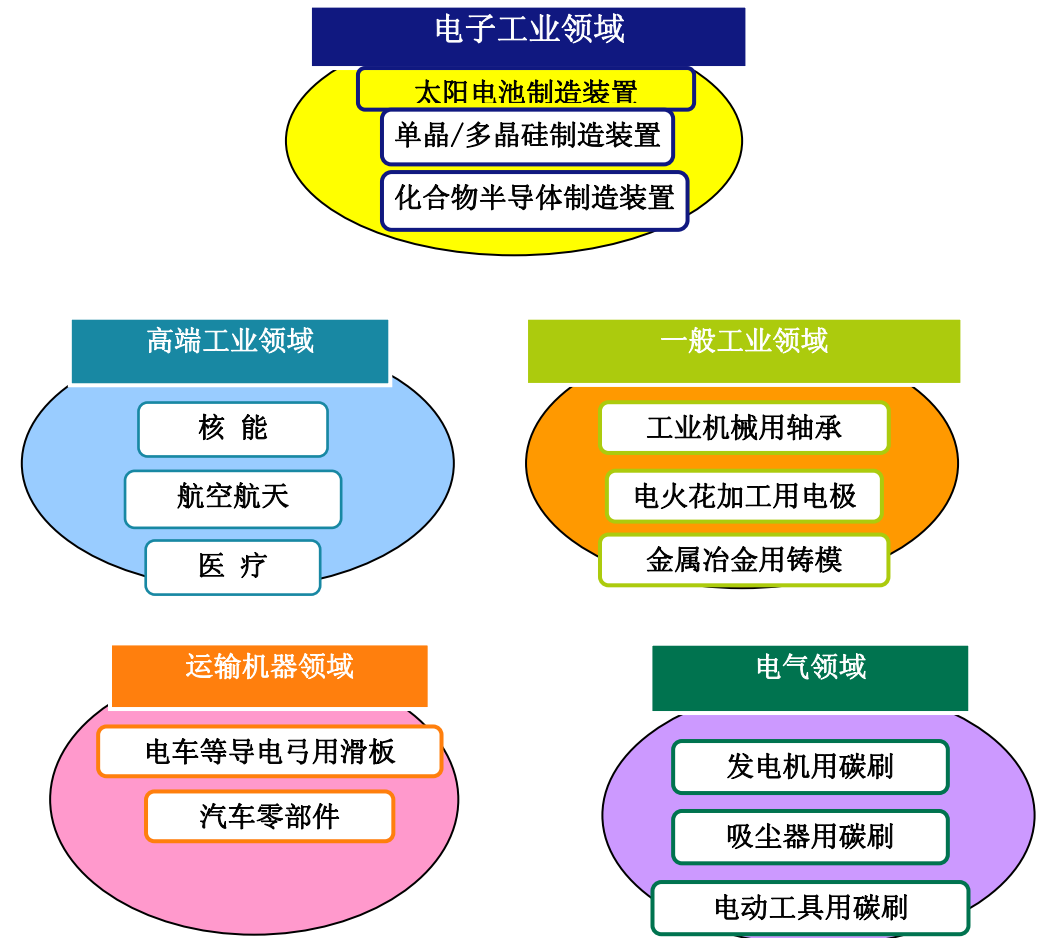 电子工业领域
太阳电池制造装置
单晶/多晶硅制造装置
化合物半导体制造装置
高端工业领域
核 能
航空航天
医 疗
一般工业领域
工业机械用轴承
电火花加工用电极
金属冶金用铸模
运输机器领域
电车等导电弓用滑板
汽车零部件
电气领域
发电机用碳刷
吸尘器用碳刷
电动工具用碳刷